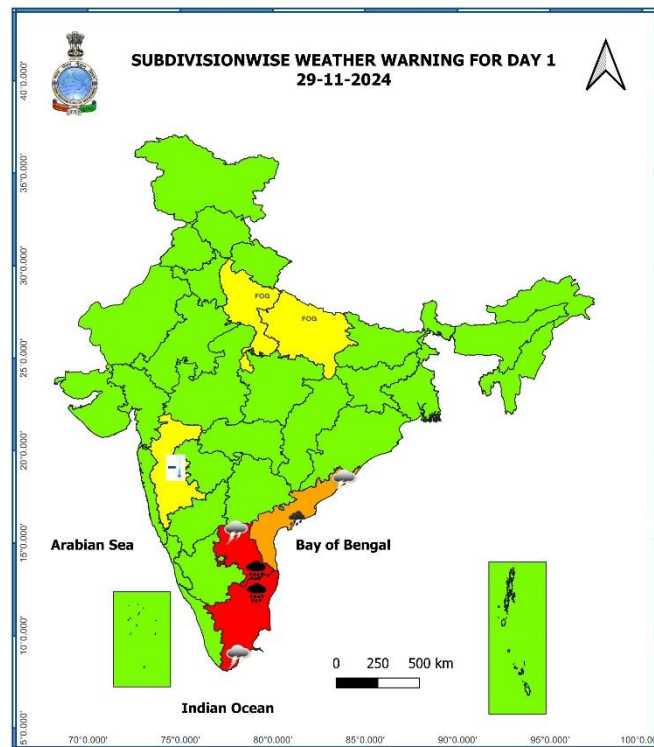 SUBDIVISIONWISE WEATHER WARNING FOR DAY 1
29-11-2024
40°0.000'
35°0.000'
30°0.000'
25°0.000'
20°0.000'
15°0.000'
10°0.000'
5°0.000'
FOG
FOG
Arabian Sea
Bay of Bengal
0 250 500 km
Indian Ocean
70°0.000' 75°0.000' 80°0.000' 85°0.000' 90°0.000' 95°0.000' 100°0.000'